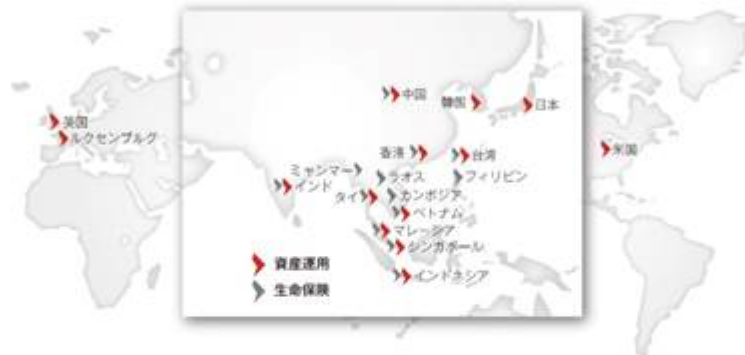 中国
韓国
日本
英国
ルクセンブルグ
香港
台湾
米国
ミャンマー
ラオス
フィリピン
インド
タイ
カンボジア
ベトナム
マレーシア
シンガポール
インドネシア
資産運用
生命保険